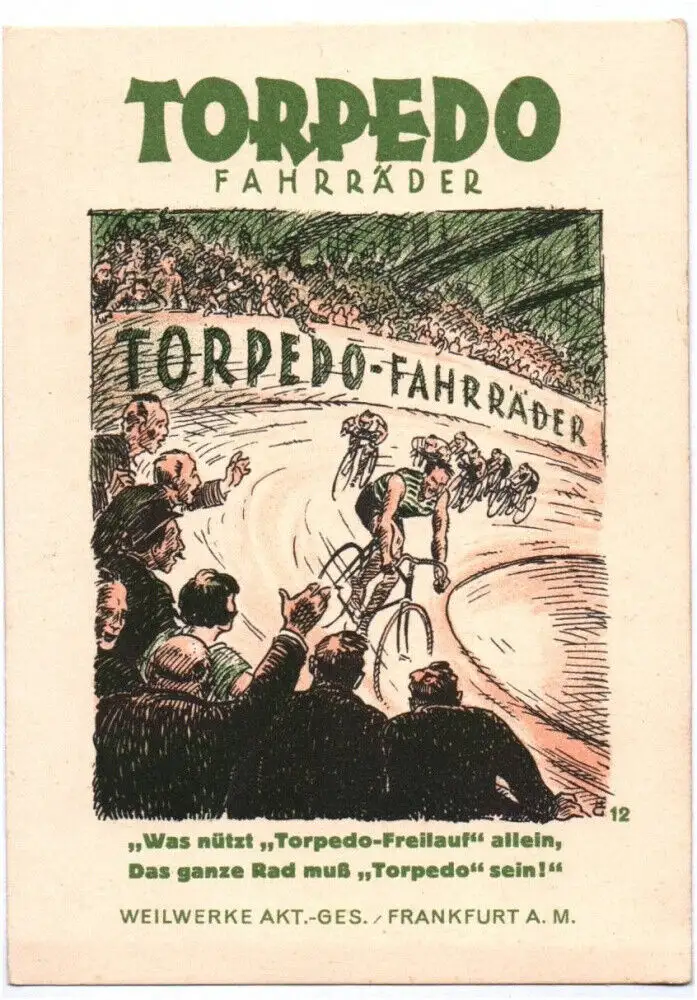 TORPEDO
FAHRRÄDER
TORPEDO-FAHRRÄDER
12
„Was nützt „Torpedo-Freilauf“ allein,
Das ganze Rad muß „Torpedo“ sein!“
WEILWERKE AKT.-GES. / FRANKFURT A. M.